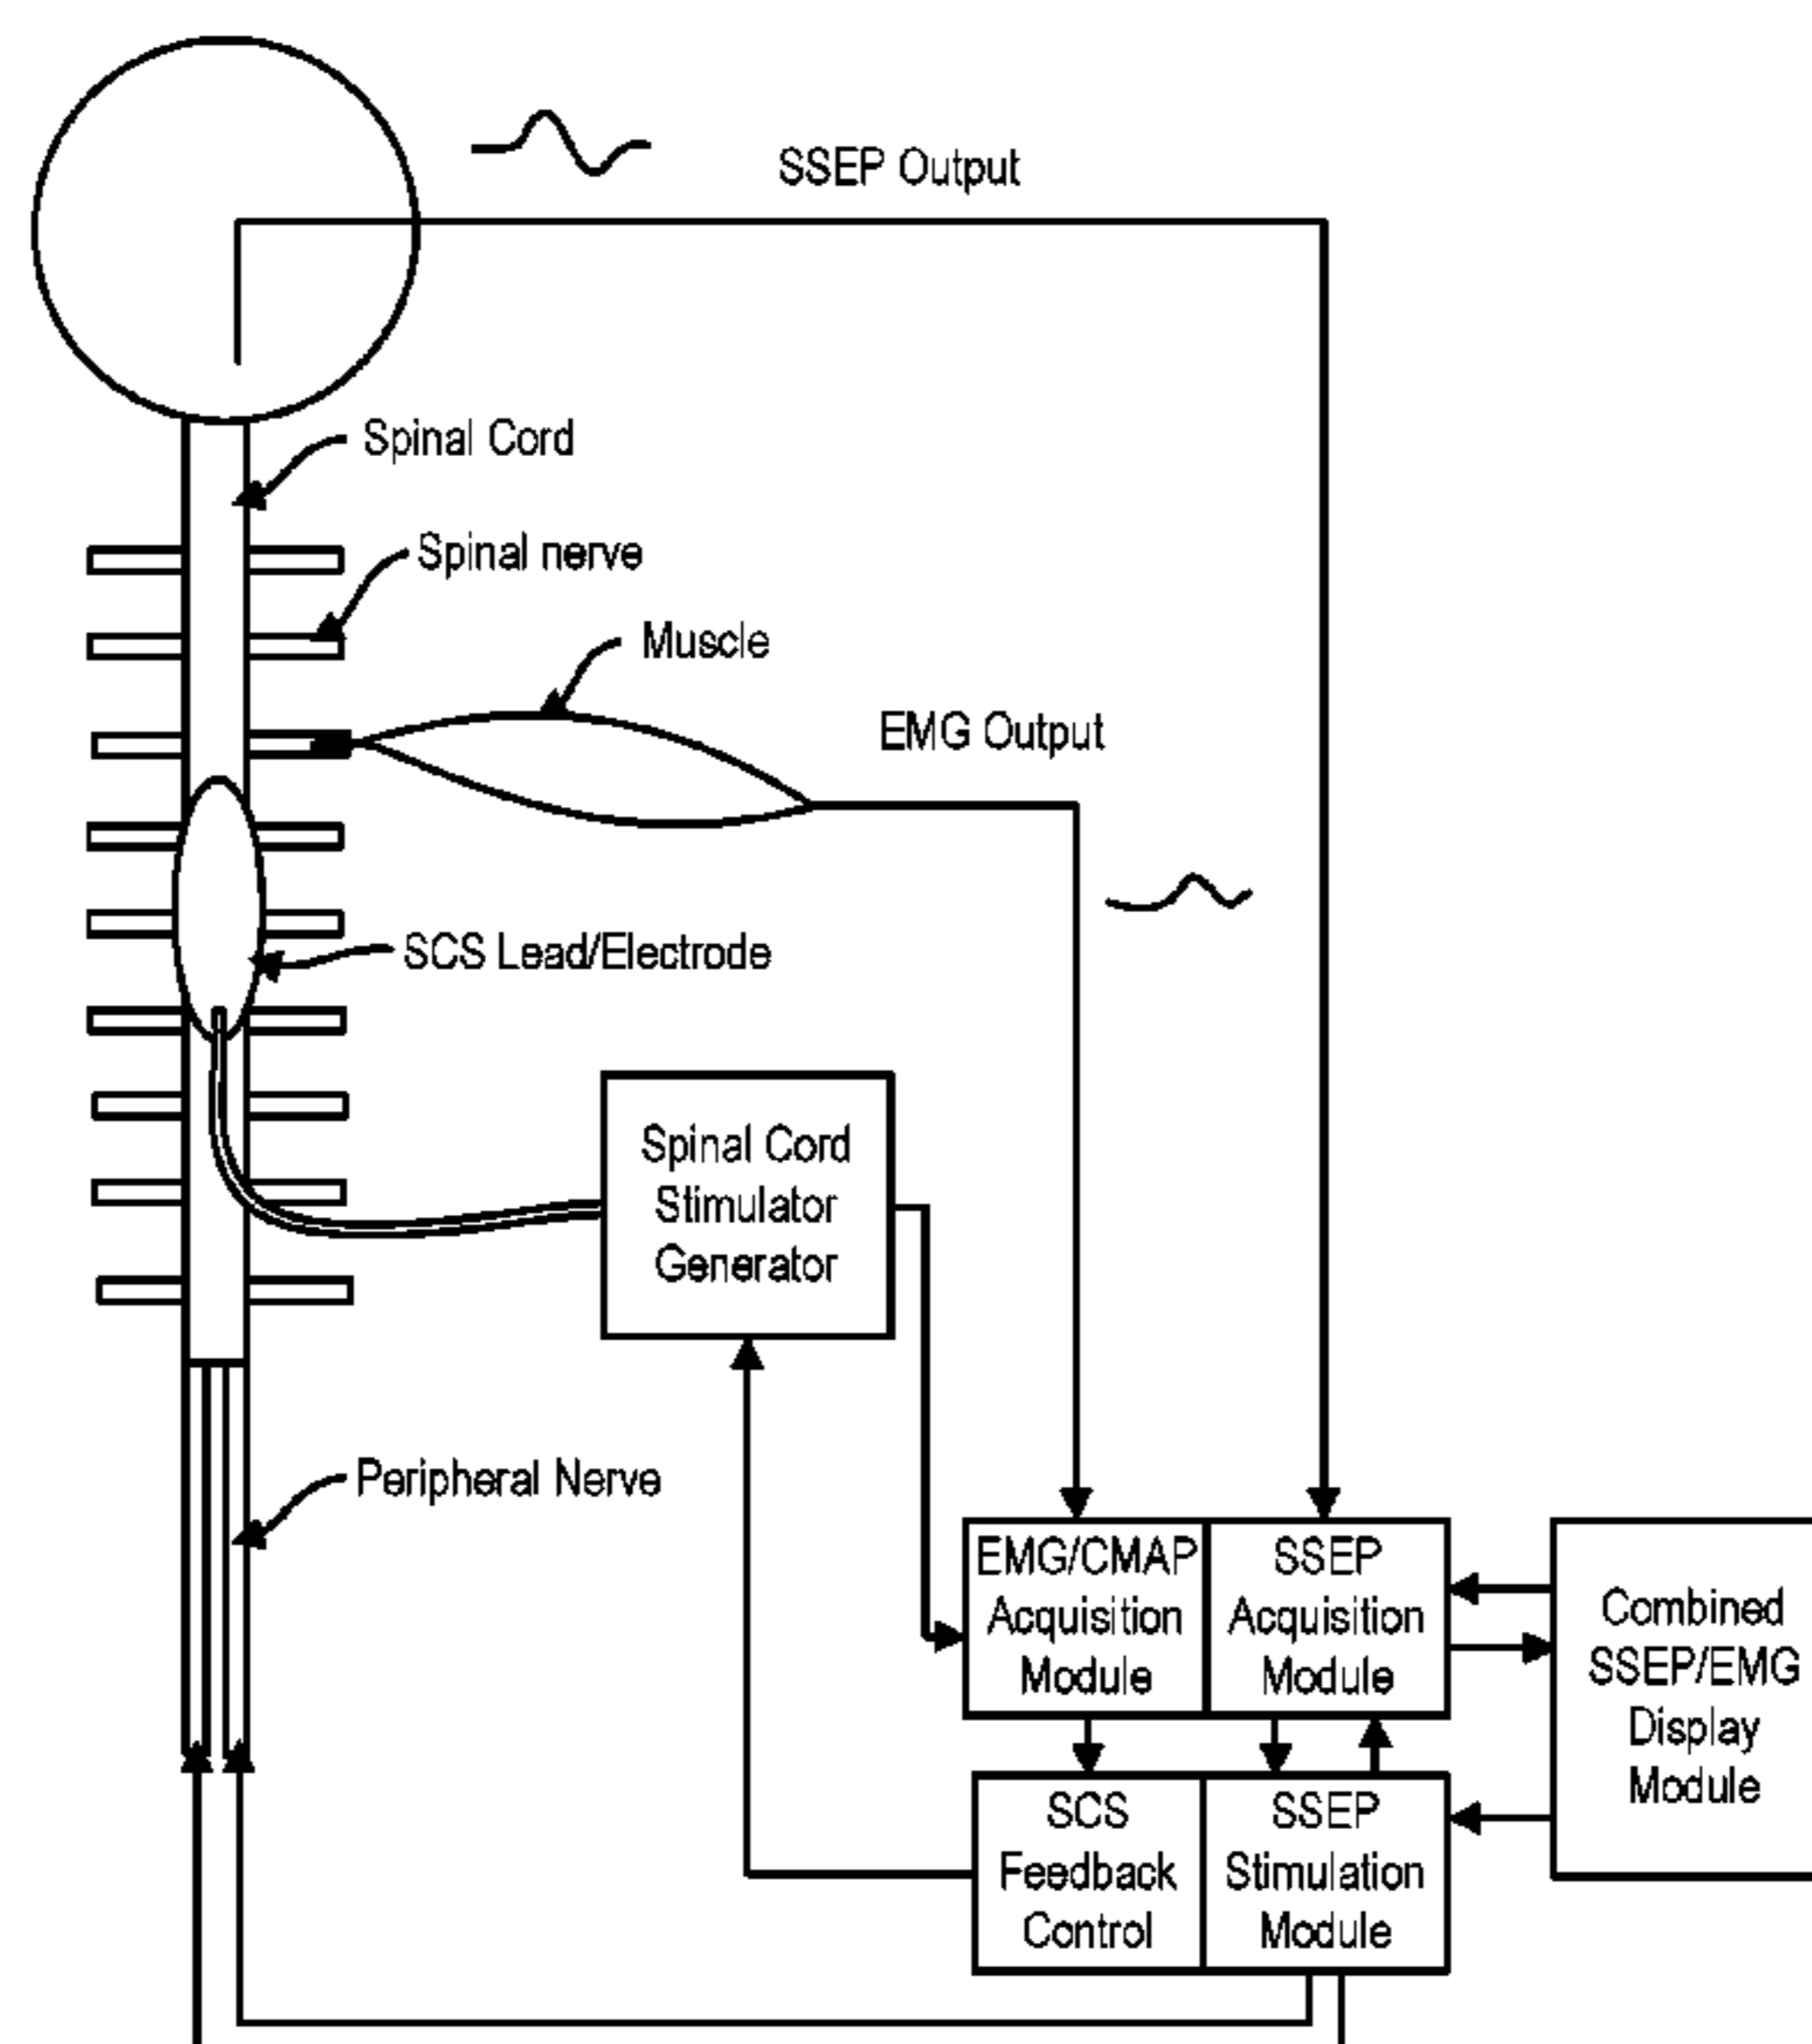 SSEP Output
Spinal Cord
Spinal nerve
Muscle
EMG Output
SCS Lead/Electrode
Spinal Cord
Stimulator
Generator
Peripheral Nerve
EMG/CMAP
Acquisition
Module
SSEP
Acquisition
Module
Combined
SSEP/EMG
Display
Module
SCS
Feedback
Control
SSEP
Stimulation
Module